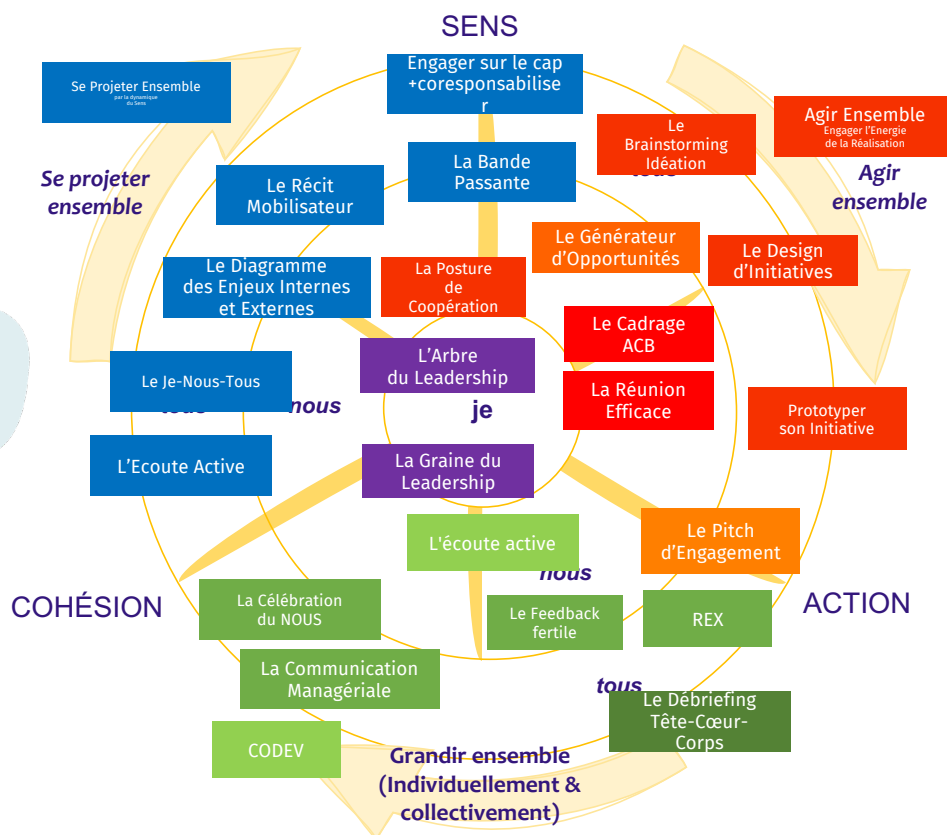 SENS
Engager sur le cap
+coresponsabilise
r
Se Projeter Ensemble
par la dynamique
du Sens
Le
Brainstorming
Idéation
tous
Agir Ensemble
Engager l'Energie
de la Réalisation
Se projeter
ensemble
Le Récit
Mobilisateur
La Bande
Passante
Agir
ensemble
Le Générateur
d'Opportunités
Le Design
d'Initiatives
Le Diagramme
des Enjeux Internes
et Externes
La Posture
de
Coopération
Le Cadrage
ACB
L'Arbre
du Leadership
Le Je-Nous-Tous
tous
nous
je
La Réunion
Efficace
Prototyper
son Initiative
L'Ecoute Active
La Graine du
Leadership
L'écoute active
nous
Le Pitch
d'Engagement
COHÉSION
ACTION
La Célébration
du NOUS
Le Feedback
fertile
REX
La Communication
Managériale
tous
Le Débriefing
Tête-Cœur-
Corps
CODEV
Grandir ensemble
(Individuellement &
collectivement)